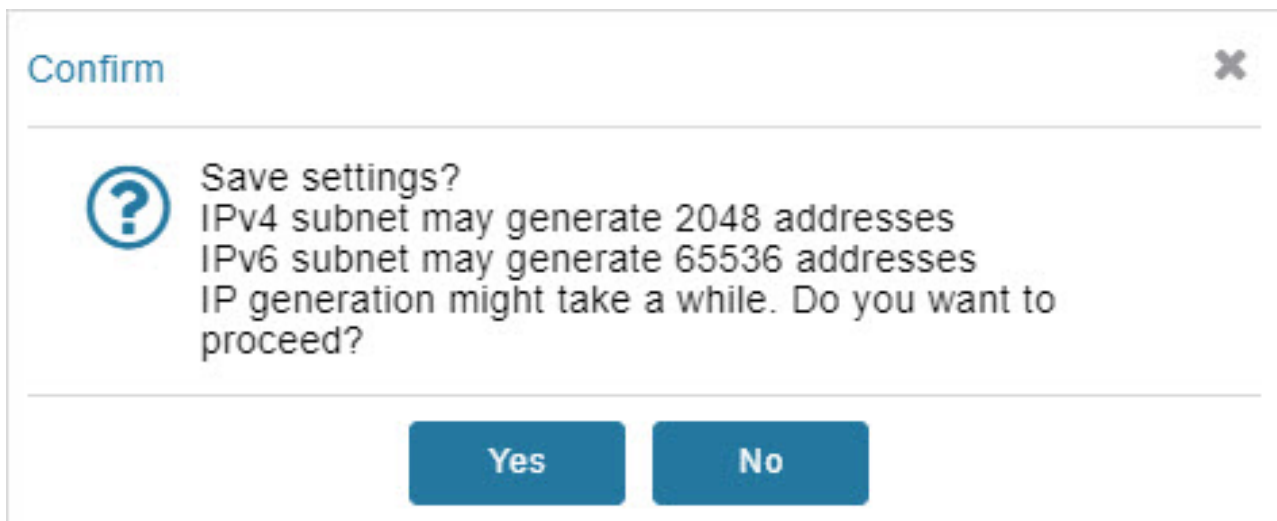 Confirm
Save settings?
IPv4 subnet may generate 2048 addresses
IPv6 subnet may generate 65536 addresses
IP generation might take a while. Do you want to
proceed?
Yes
No